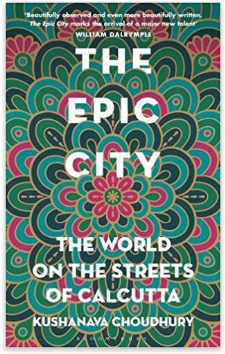 "Beautifully observed and even more beautifully written,
The Epic City marks the arrival of a major new talent"
WILLIAM DALRYMPLE
THE
EPIC
CITY
THE WORLD
ON THE STREETS
OF CALCUTTA
KUSHANAVA CHOUDHURY
BLOOMSBURY